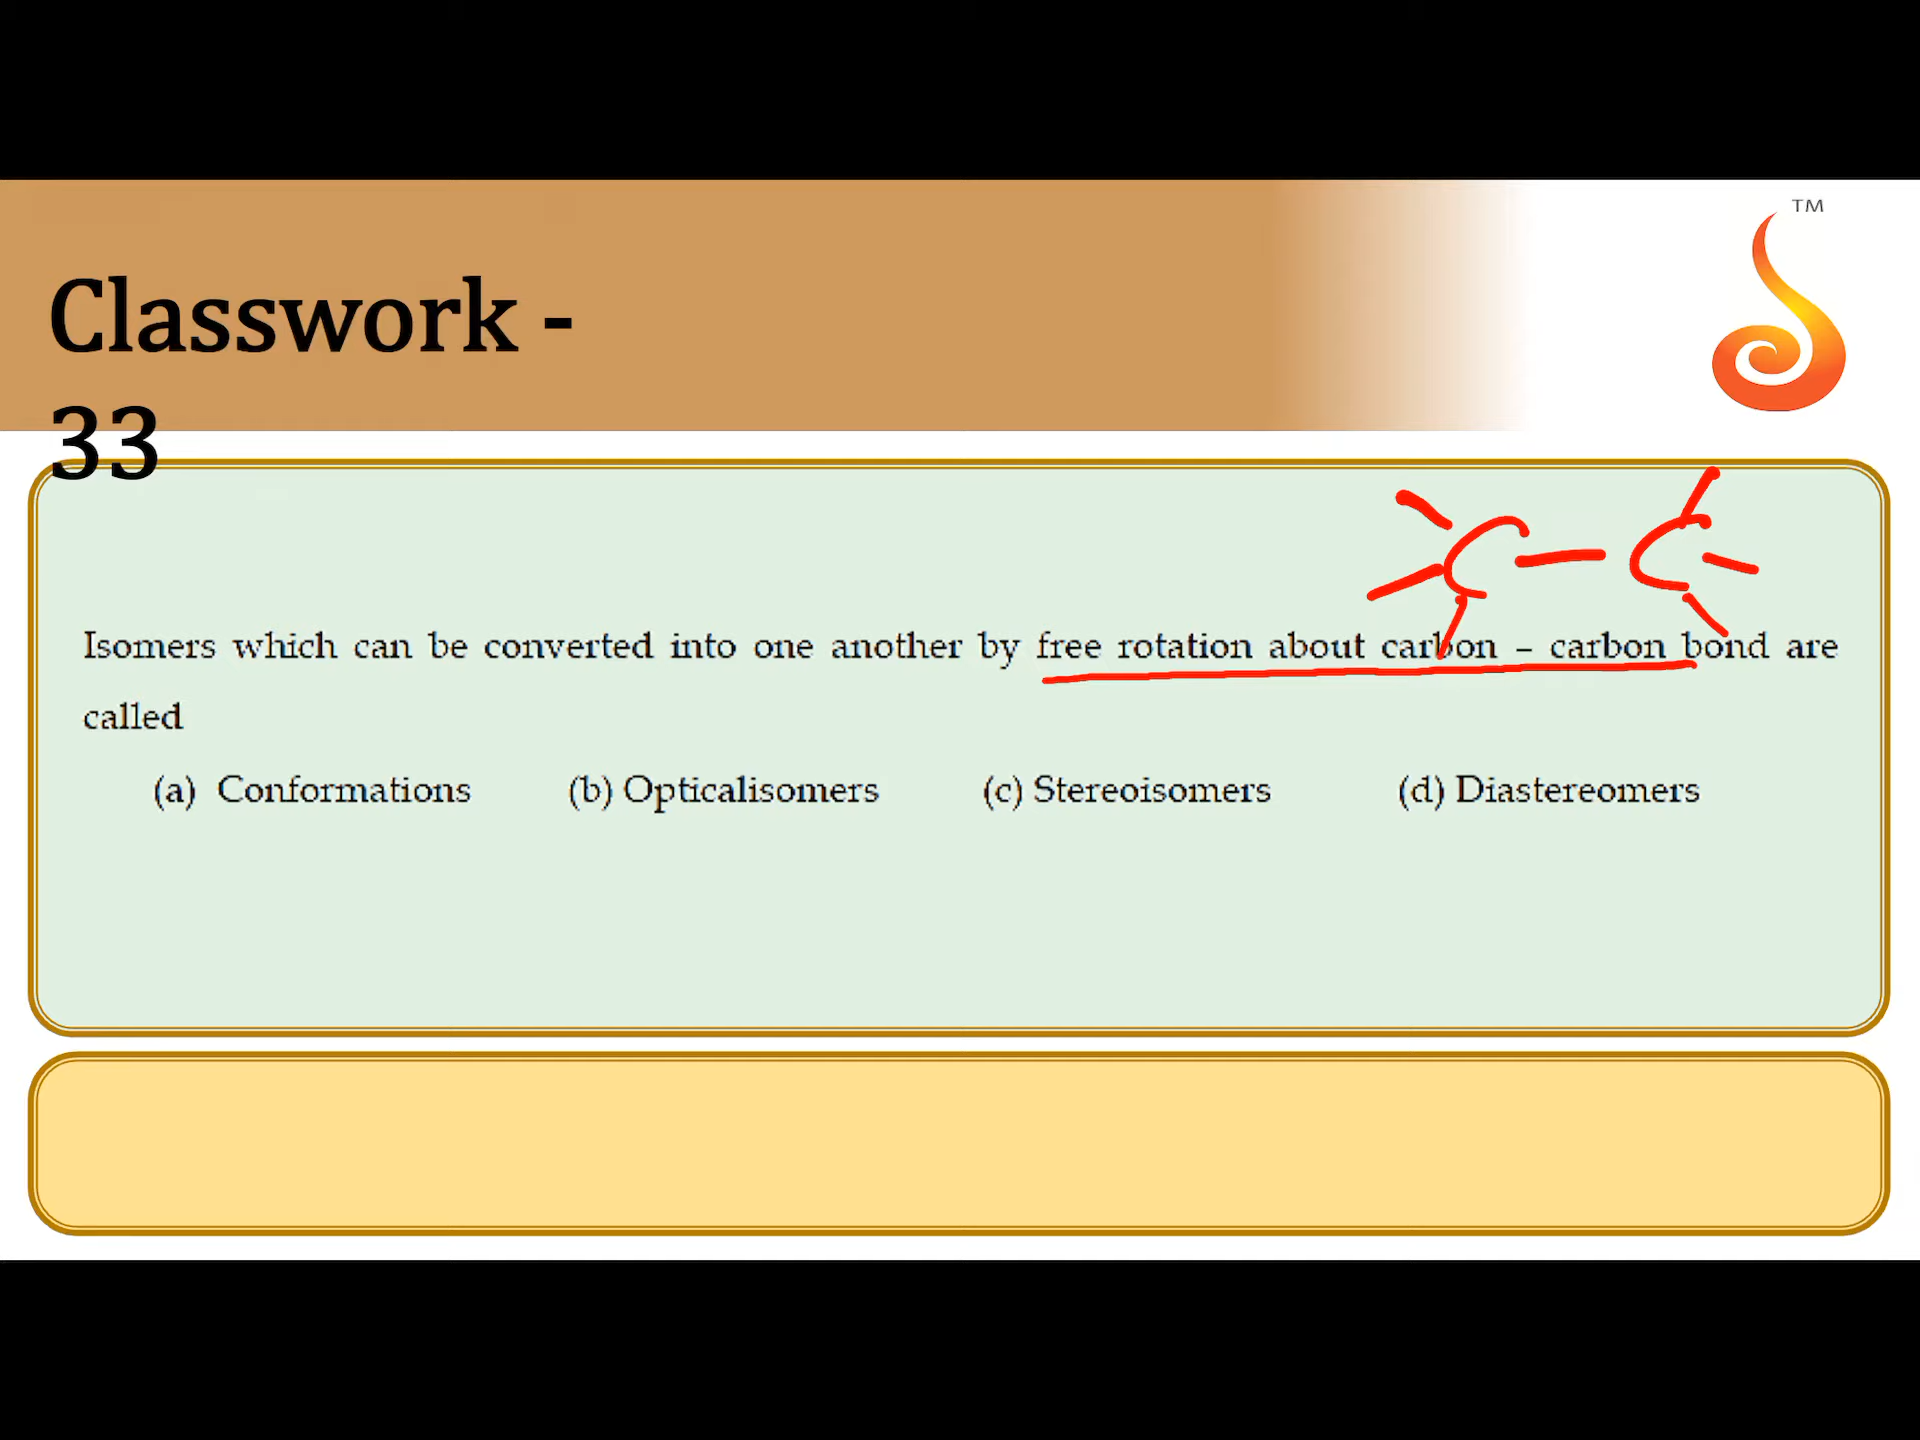 TM
Classwork -
33
C - C
Isomers which can be converted into one another by free rotation about carbon – carbon bond are
called
(a) Conformations (b) Opticalisomers (c) Stereoisomers (d) Diastereomers